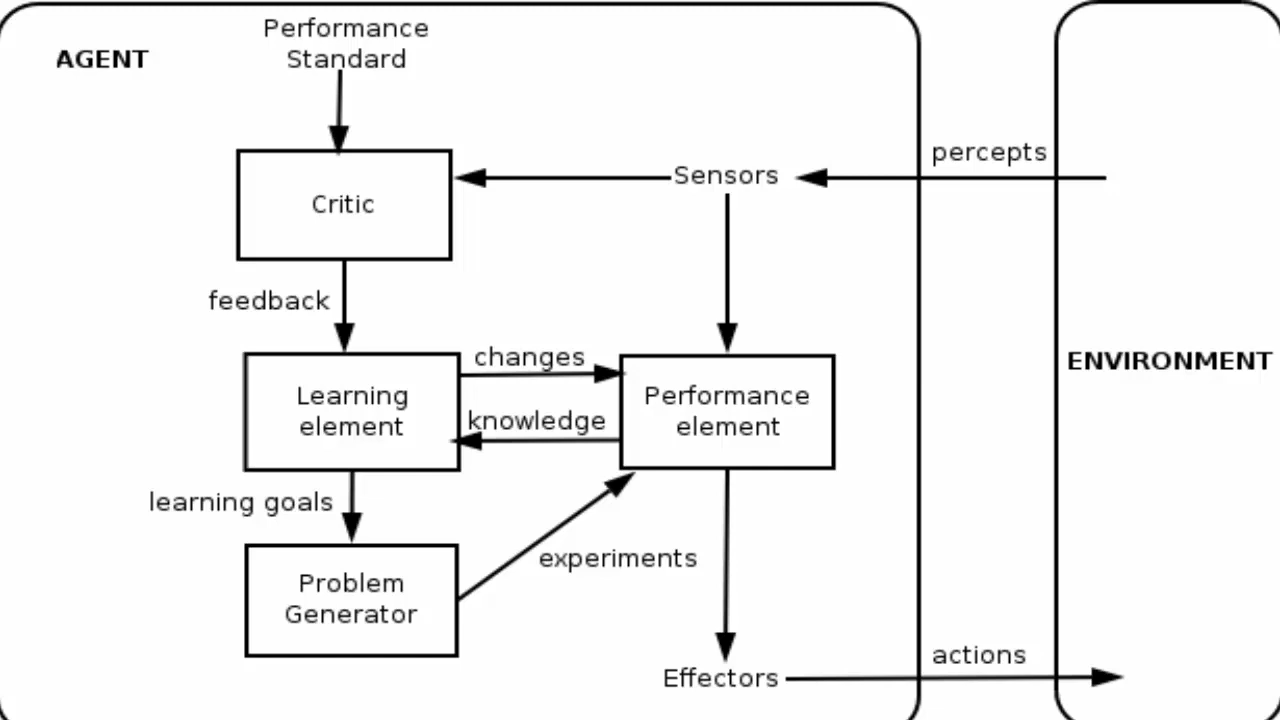 Performance
Standard
AGENT
percepts
Sensors
Critic
feedback
changes
ENVIRONMENT
Learning
element
Performance
element
knowledge
learning goals
experiments
Problem
Generator
actions
Effectors